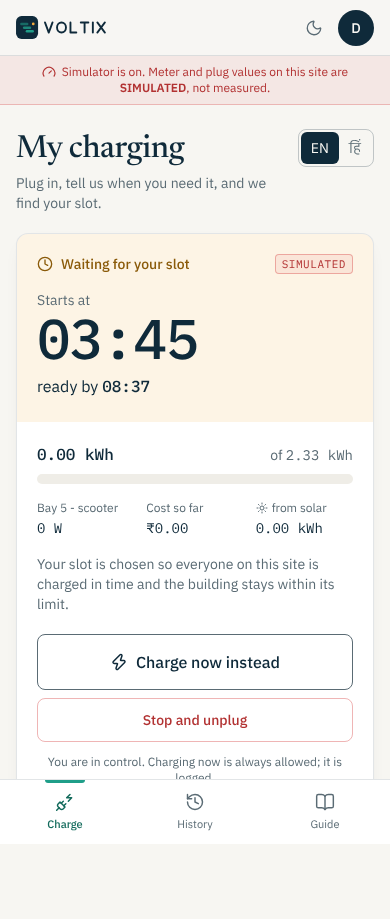 VOLTIX
D
Simulator is on. Meter and plug values on this site are
SIMULATED, not measured.
My charging
EN
हिं
Plug in, tell us when you need it, and we
find your slot.
Waiting for your slot
SIMULATED
Starts at
03:45
ready by 08:37
0.00 kWh
of 2.33 kWh
Bay 5 - scooter
Cost so far
from solar
0 W
₹0.00
0.00 kWh
Your slot is chosen so everyone on this site is
charged in time and the building stays within its
limit.
Charge now instead
Stop and unplug
You are in control. Charging now is always allowed; it is
logged
Charge
History
Guide